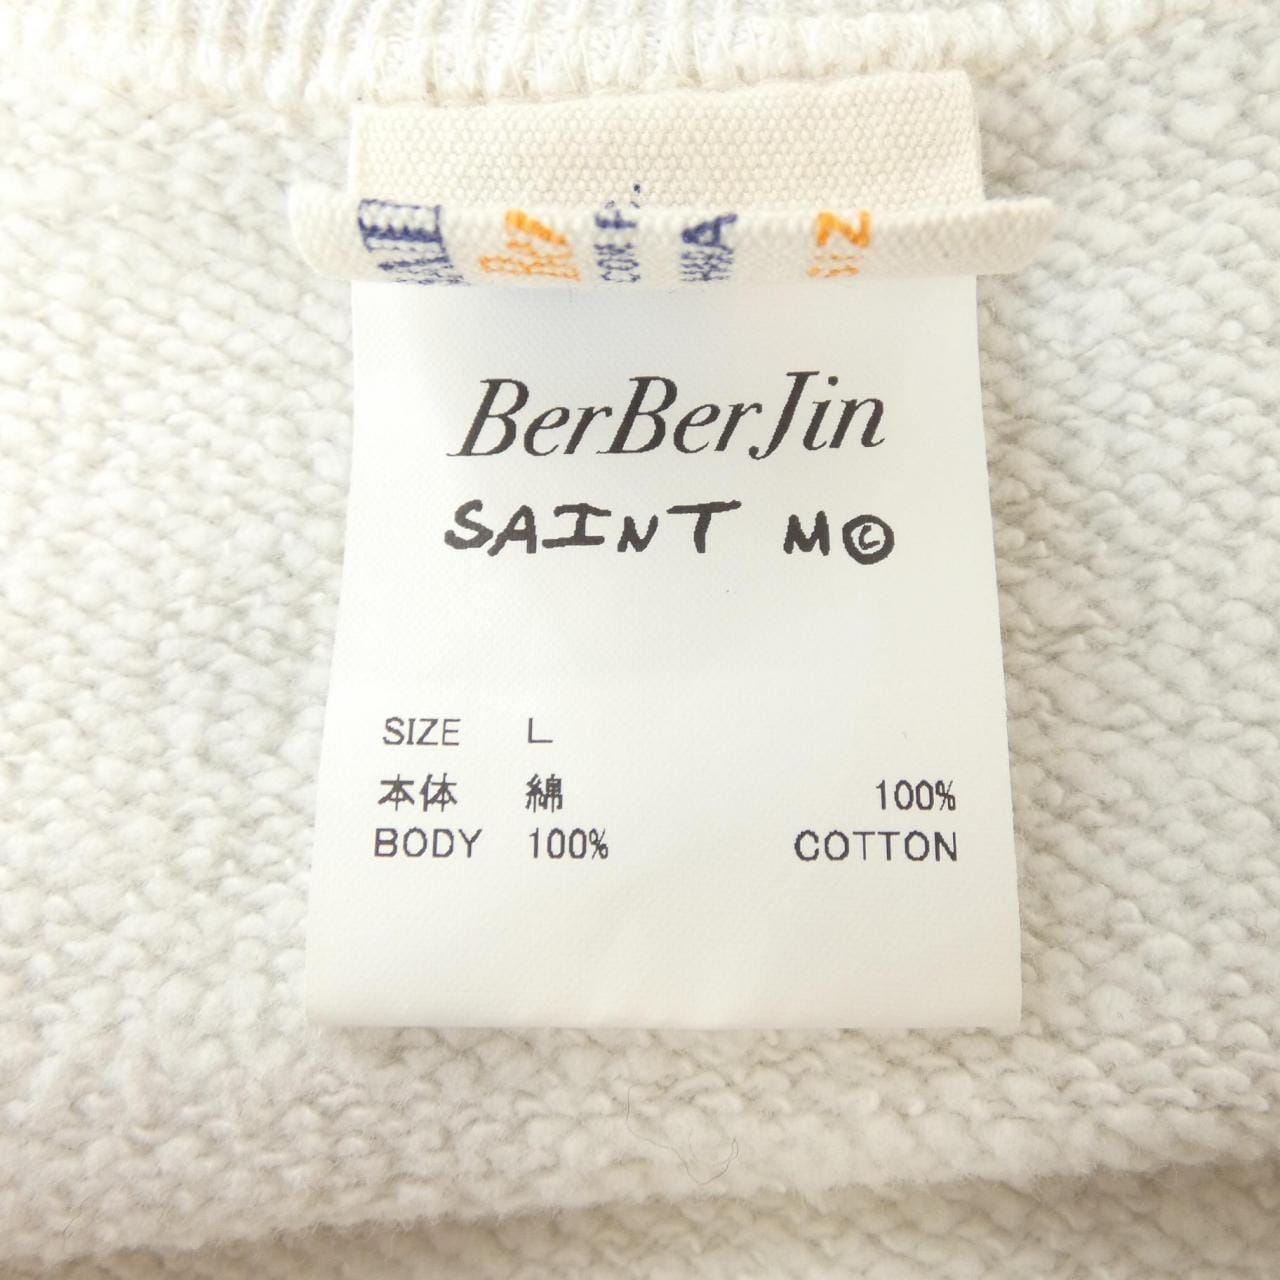 BerBerJin
SAINT M©
SIZE L
本体 綿 100%
BODY 100% COTTON